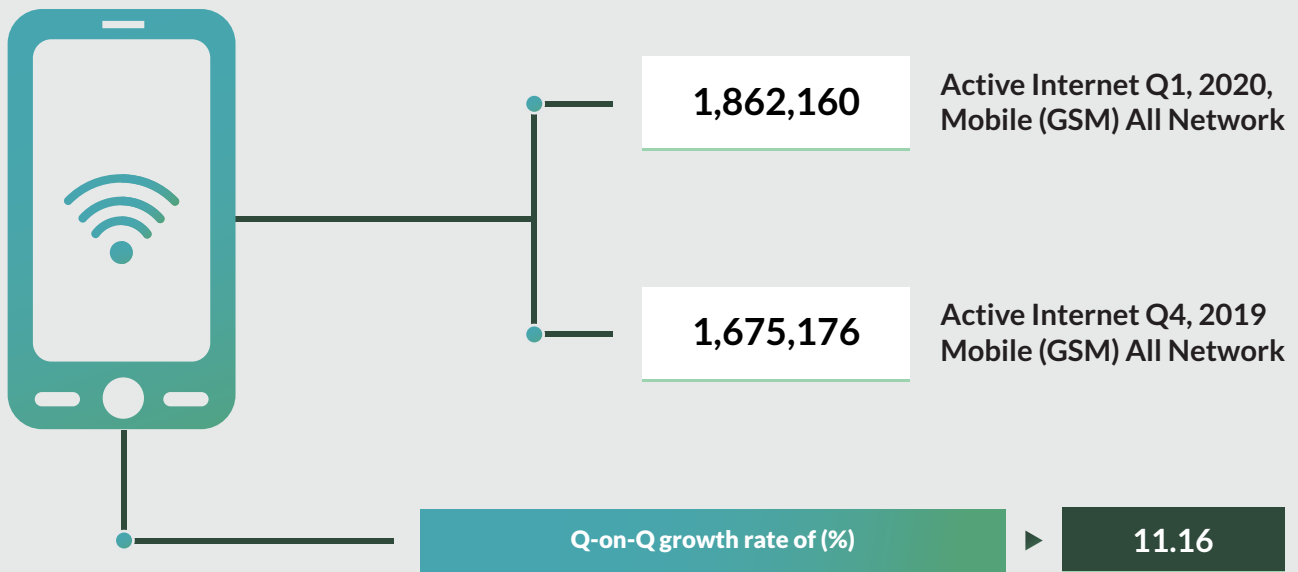 1,862,160
Active Internet Q1, 2020,
Mobile (GSM) All Network
1,675,176
Active Internet Q4, 2019
Mobile (GSM) All Network
Q-on-Q growth rate of (%)
11.16